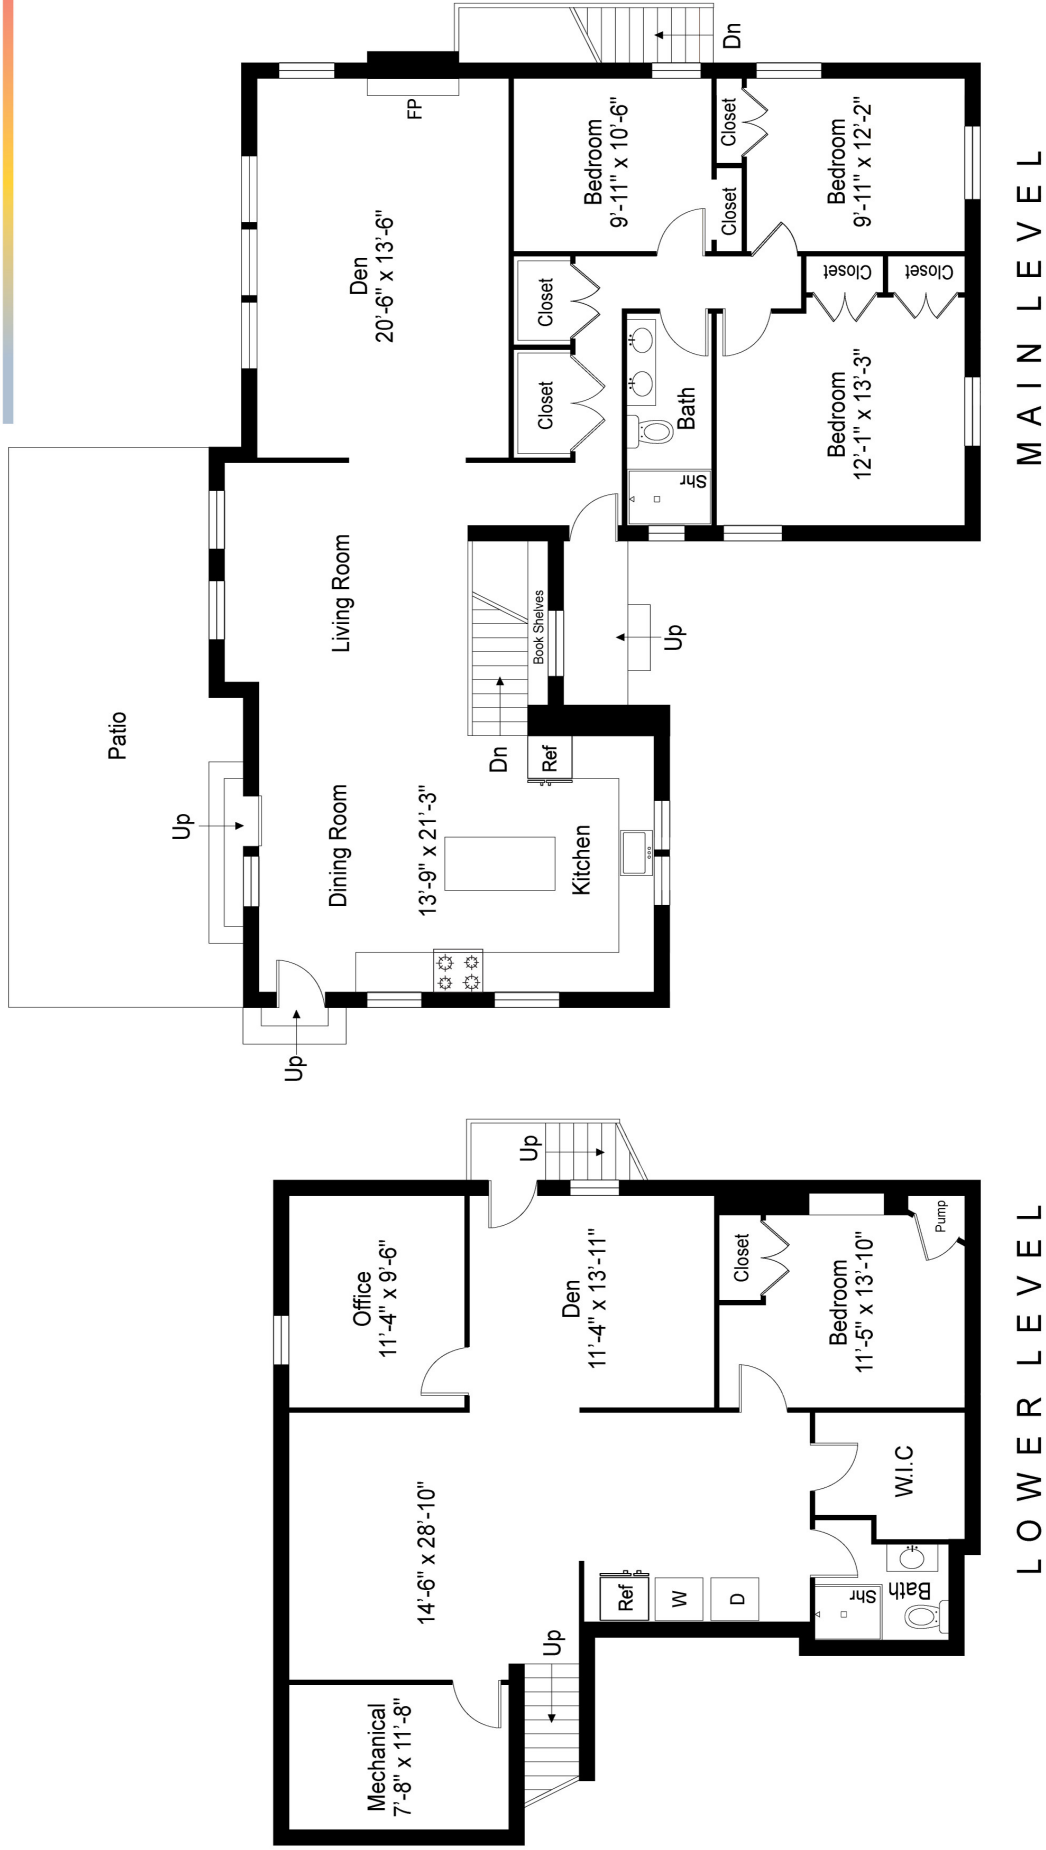 Patio
Up
Up
Dining Room
13'-9" x 21'-3"
Kitchen
Ref
Dn
Living Room
Book Shelves
Up
Den
20'-6" x 13'-6"
FP
Closet
Closet
Bath
Shr
Bedroom
9'-11" x 10'-6"
Closet
Closet
Bedroom
9'-11" x 12'-2"
Closet
Closet
Bedroom
12'-1" x 13'-3"
Dn
MAIN LEVEL
Mechanical
7'-8" x 11'-8"
Up
14'-6" x 28'-10"
Office
11'-4" x 9'-6"
Den
11'-4" x 13'-11"
Up
Ref
W
D
Shr
Bath
W.I.C
Closet
Bedroom
11'-5" x 13'-10"
Pump
LOWER LEVEL